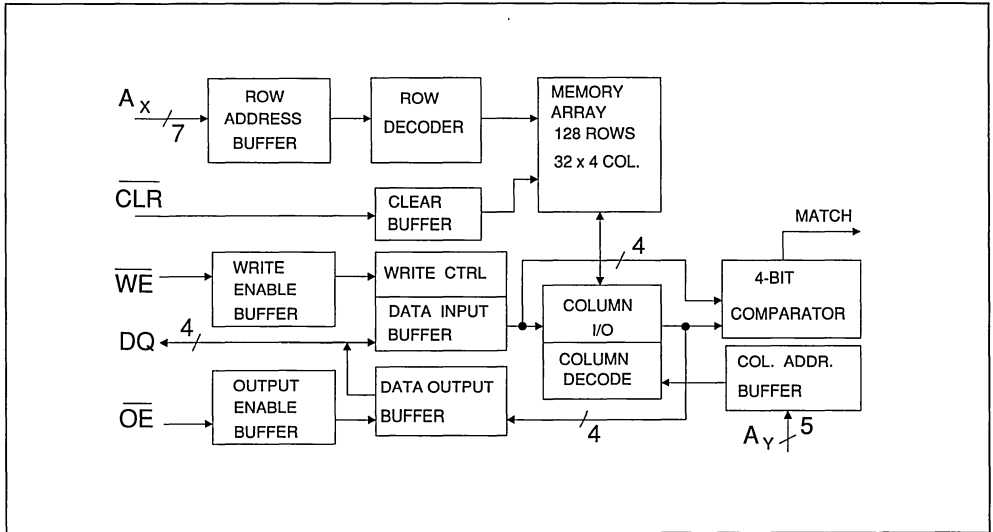 A X
7
ROW
ADDRESS
BUFFER
ROW
DECODER
MEMORY
ARRAY
128 ROWS
32 x 4 COL.
CLR
CLEAR
BUFFER
MATCH
WE
WRITE
ENABLE
BUFFER
WRITE CTRL
DATA INPUT
BUFFER
4
COLUMN
I/O
COLUMN
DECODE
4-BIT
COMPARATOR
DQ
4
COL. ADDR.
BUFFER
OE
OUTPUT
ENABLE
BUFFER
DATA OUTPUT
BUFFER
4
A Y
5